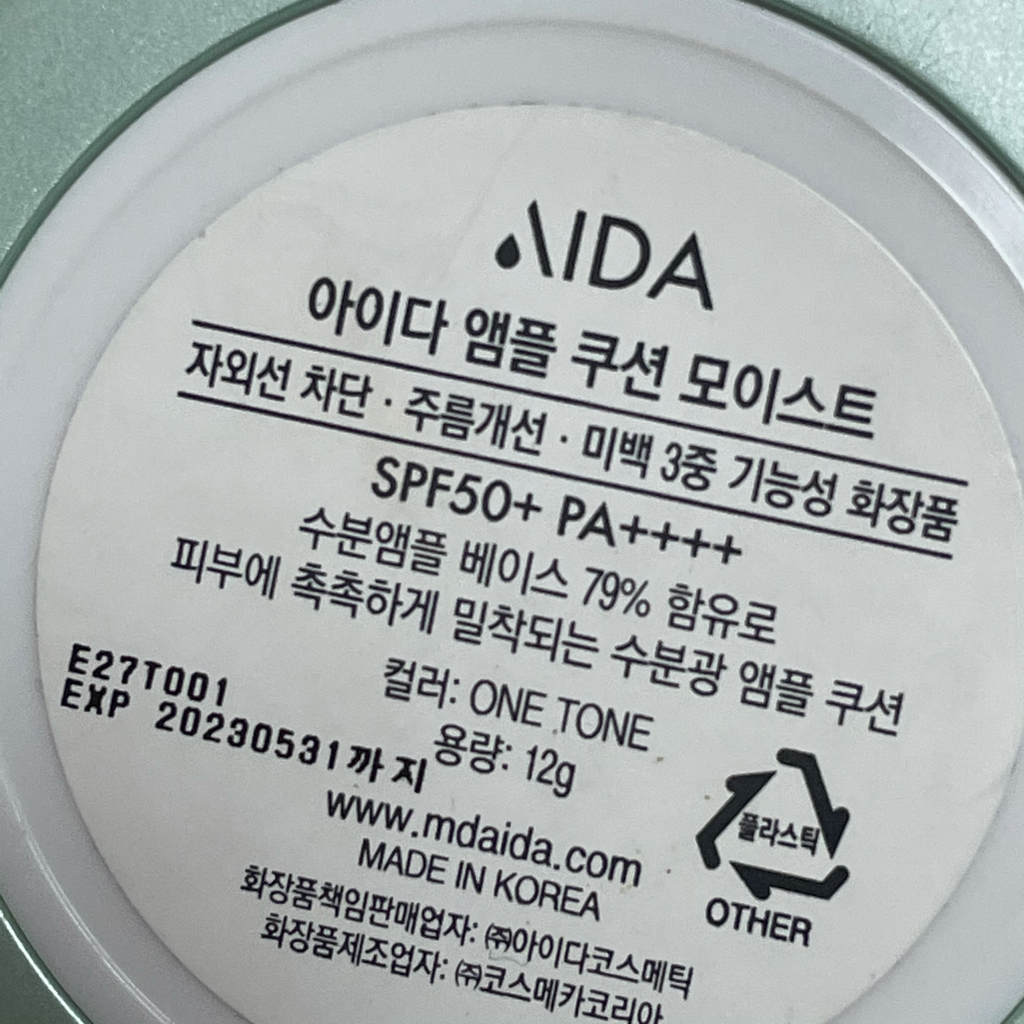 AIDA
아이다 앰플 쿠션 모이스트
자외선 차단 · 주름개선 · 미백 3중 기능성 화장품
SPF50+ PA++++
수분앰플 베이스 79% 함유로
피부에 촉촉하게 밀착되는 수분광 앰플 쿠션
컬러: ONE TONE
용량: 12g
E27T001
EXP 20230531까지
www.mdaida.com
MADE IN KOREA
화장품책임판매업자: ㈜아이다코스메틱
화장품제조업자: ㈜코스메카코리아
플라스틱
OTHER